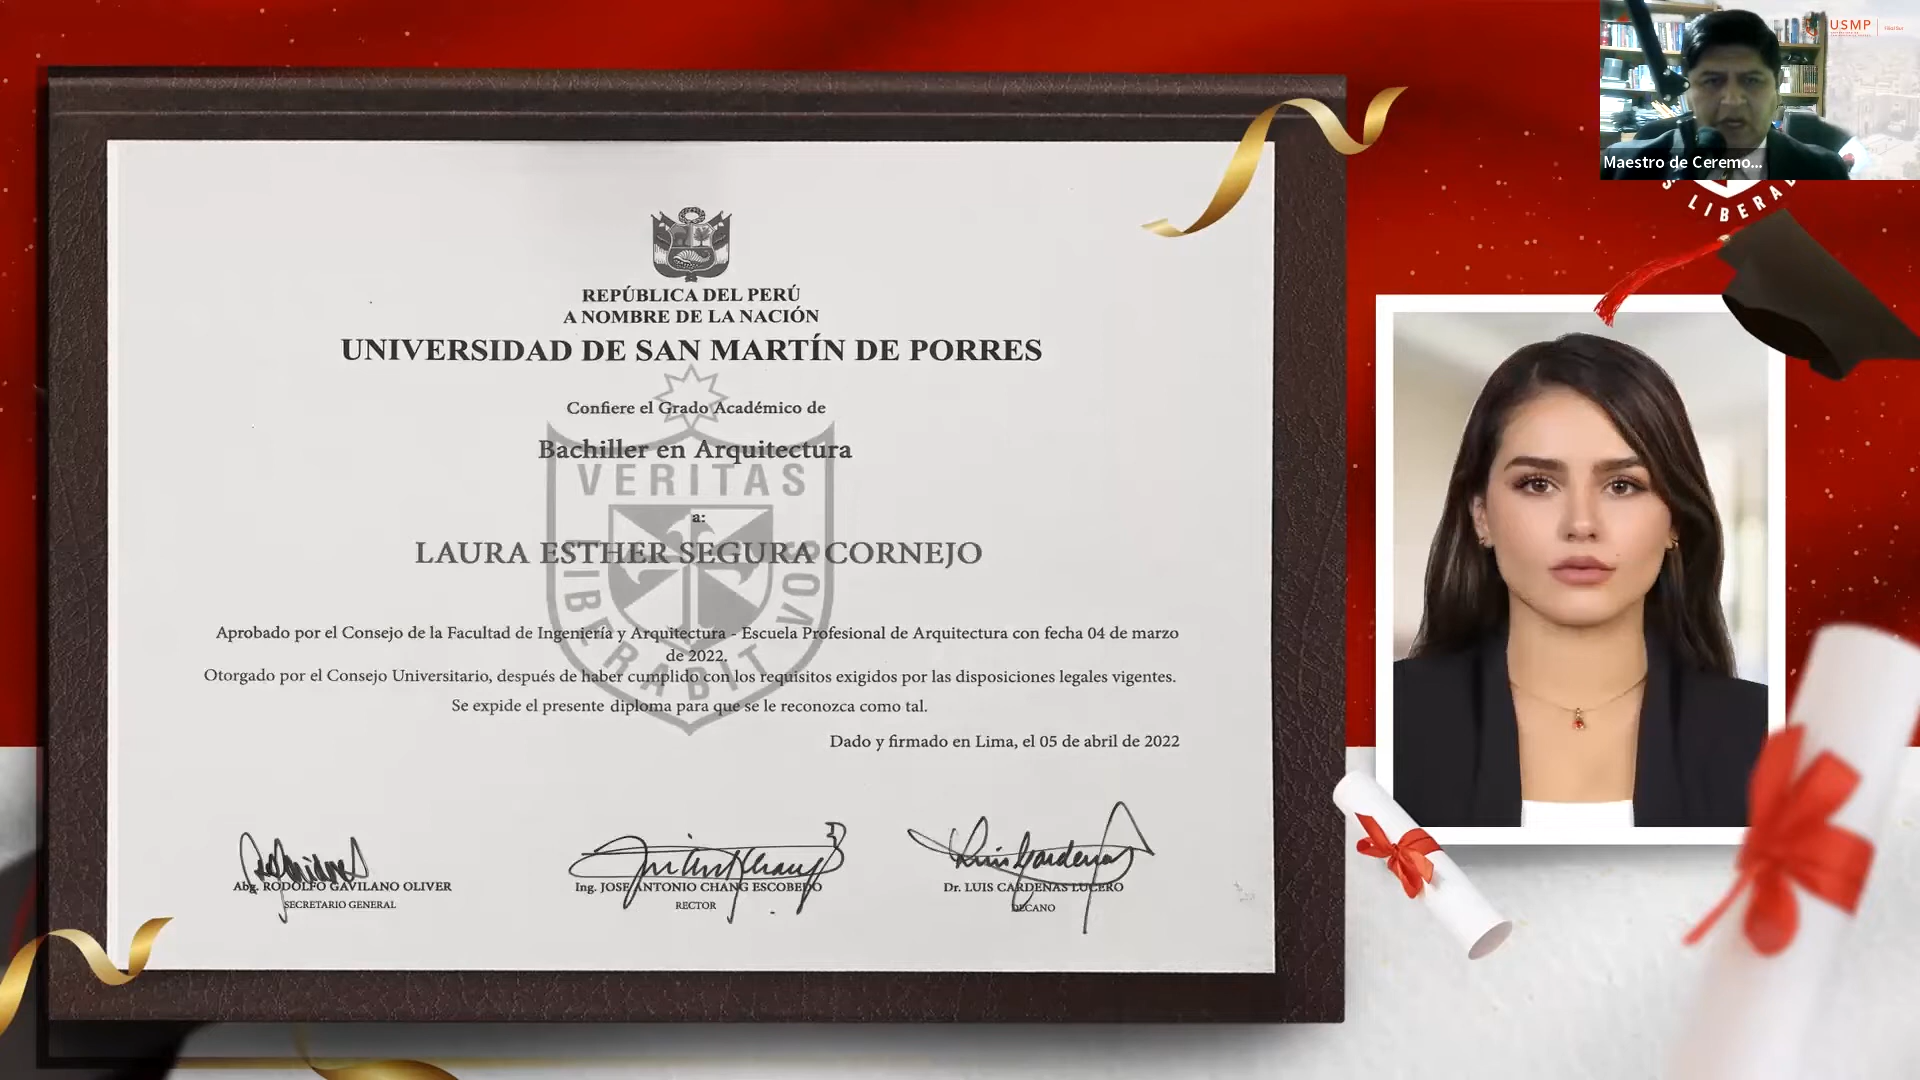 USMP
Maestro de Ceremo...
LIBERA
REPÚBLICA DEL PERÚ
A NOMBRE DE LA NACIÓN
UNIVERSIDAD DE SAN MARTÍN DE PORRES
Confiere el Grado Académico de
Bachiller en Arquitectura
VERITAS
a:
LAURA ESTHER SEGURA CORNEJO
LIBERABIT VOS
Aprobado por el Consejo de la Facultad de Ingeniería y Arquitectura - Escuela Profesional de Arquitectura con fecha 04 de marzo
de 2022.
Otorgado por el Consejo Universitario, después de haber cumplido con los requisitos exigidos por las disposiciones legales vigentes.
Se expide el presente diploma para que se le reconozca como tal.
Dado y firmado en Lima, el 05 de abril de 2022
Abg. RODOLFO GAVILANO OLIVER
SECRETARIO GENERAL
Ing. JOSE ANTONIO CHANG ESCOBEDO
RECTOR
Dr. LUIS CARDENAS LUCERO
DECANO